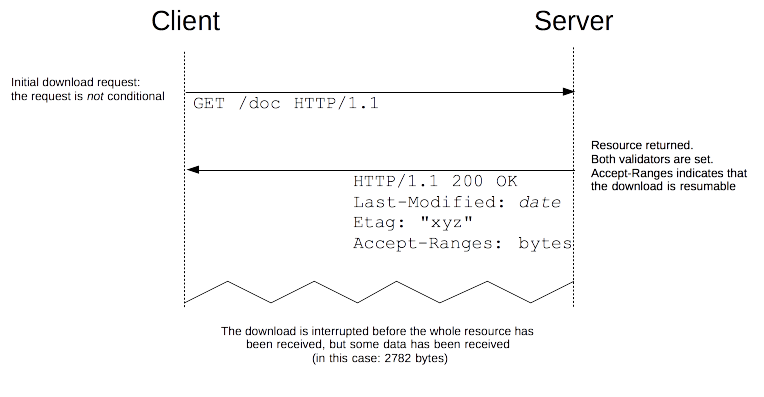 Client
Server
Initial download request:
the request is not conditional
GET /doc HTTP/1.1
Resource returned.
Both validators are set.
Accept-Ranges indicates that
the download is resumable
HTTP/1.1 200 OK
Last-Modified: date
Etag: "xyz"
Accept-Ranges: bytes
The download is interrupted before the whole resource has
been received, but some data has been received
(in this case: 2782 bytes)